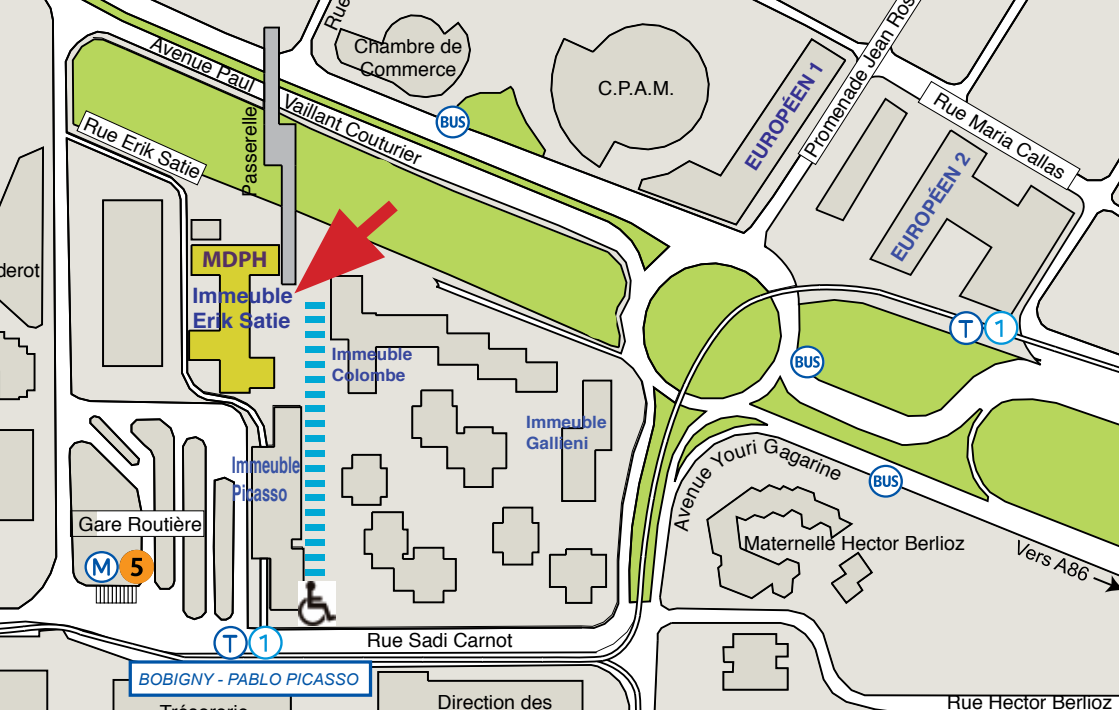 Rue
Chambre de
Commerce
C.P.A.M.
EUROPÉEN 1
Promenade Jean Ros
Rue Maria Callas
EUROPÉEN 2
Avenue Paul Vaillant Couturier
BUS
Passerelle
Rue Erik Satie
derot
MDPH
Immeuble
Erik Satie
Immeuble
Colombe
T 1
BUS
Immeuble
Gallieni
Immeuble
Picasso
Avenue Youri Gagarine
BUS
Gare Routière
M 5
Maternelle Hector Berlioz
Vers A86
T 1
Rue Sadi Carnot
BOBIGNY - PABLO PICASSO
Direction des
Trésorerie
Rue Hector Berlioz